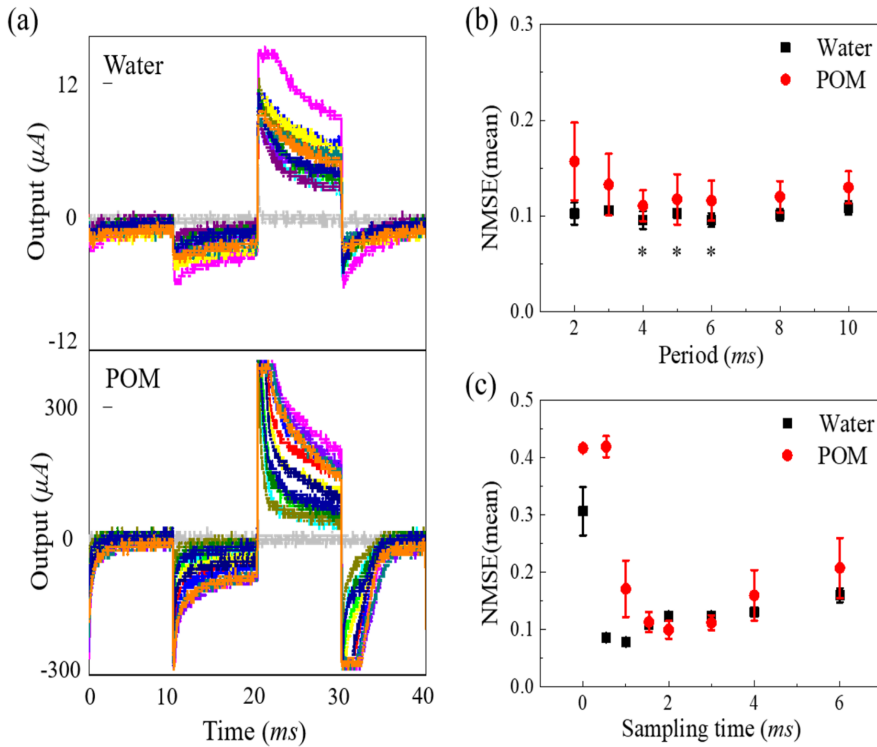 (a)
Water
12
0
-12
Output (μA)
POM
300
0
-300
Output (μA)
0 10 20 30 40
Time (ms)
(b)
Water
POM
0.3
0.2
0.1
0.0
NMSE(mean)
* * *
2 4 6 8 10
Period (ms)
(c)
Water
POM
0.5
0.4
0.3
0.2
0.1
0.0
NMSE(mean)
0 2 4 6
Sampling time (ms)